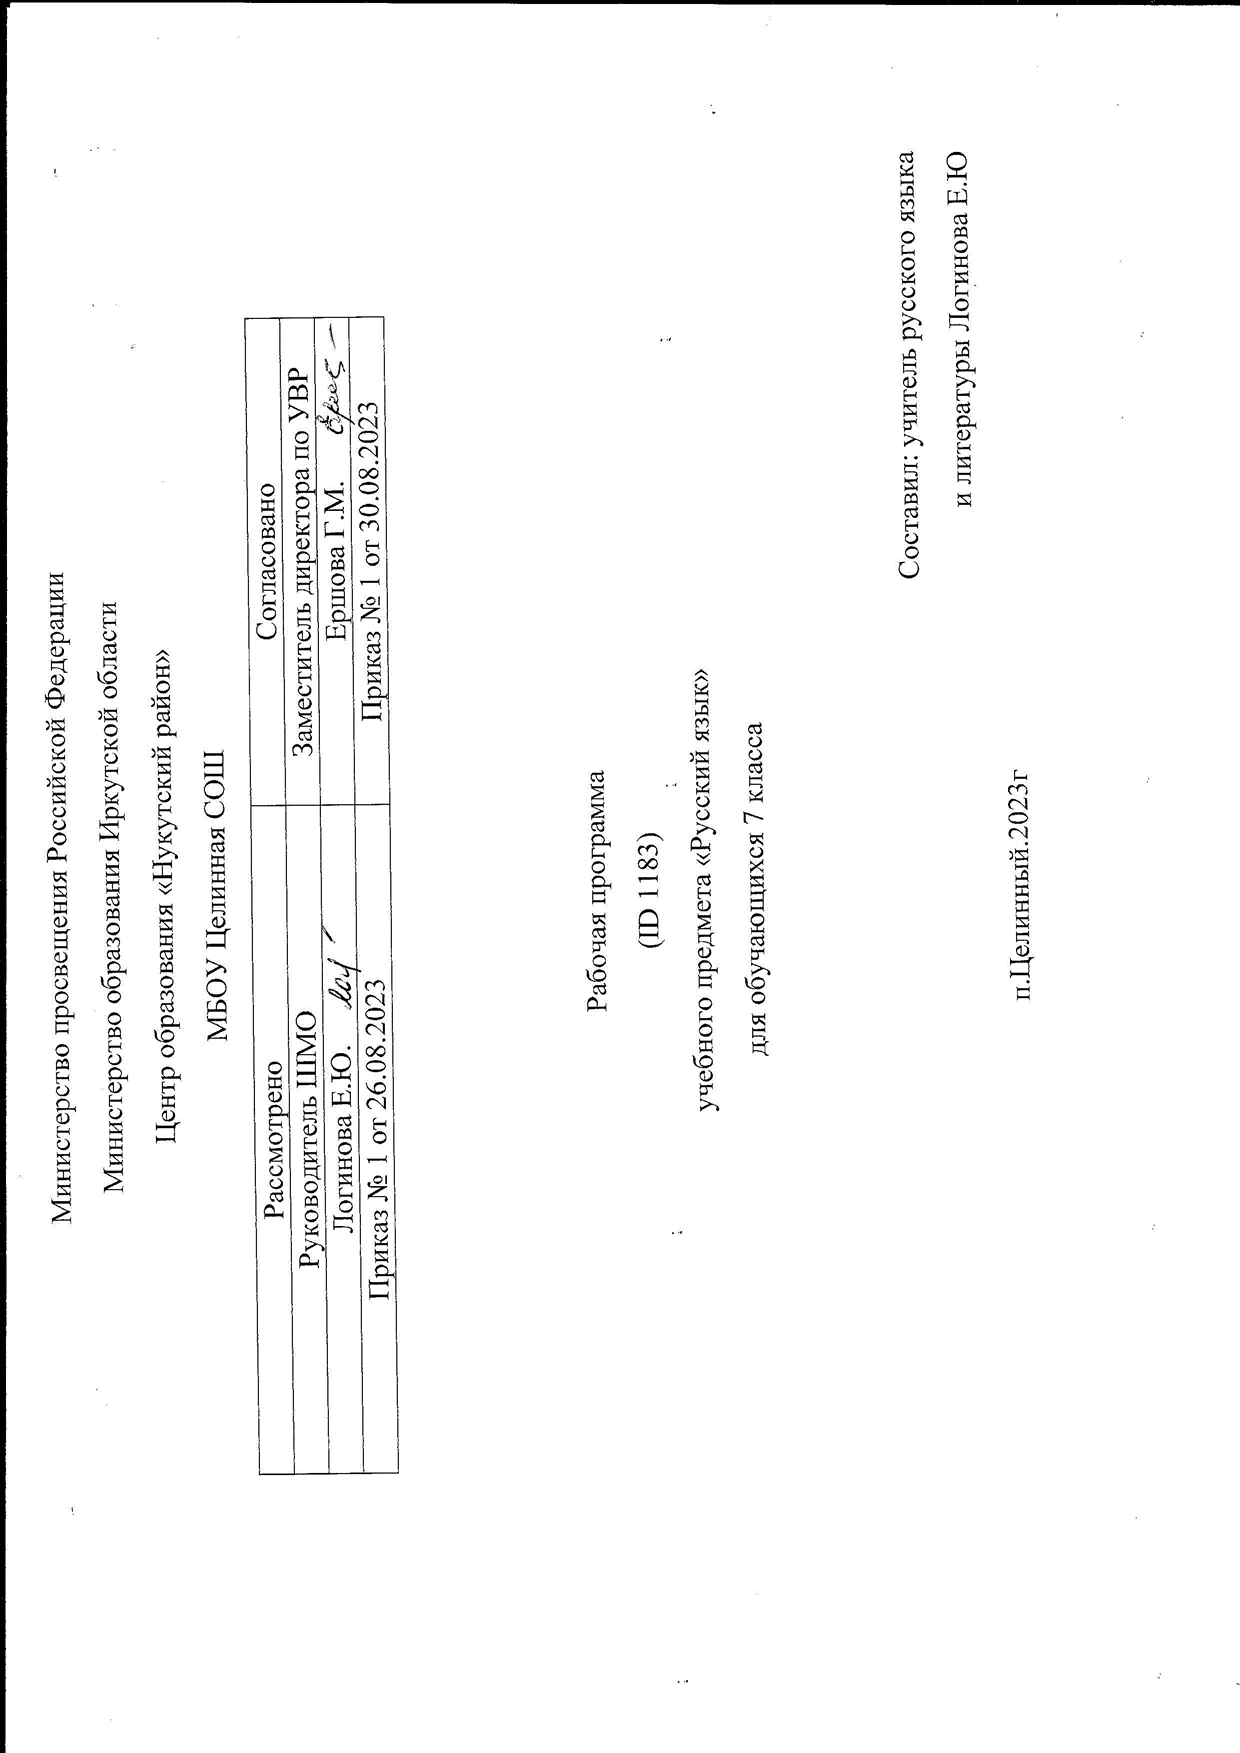 Министерство просвещения Российской Федерации
Министерство образования Иркутской области
Центр образования «Нукутский район»
МБОУ Целинная СОШ
Рассмотрено
Согласовано
Руководитель ШМО
Заместитель директора по УВР
Логинова Е.Ю.
Ершова Г.М.
Приказ № 1 от 26.08.2023
Приказ № 1 от 30.08.2023
Рабочая программа
(ID 1183)
учебного предмета «Русский язык»
для обучающихся 7 класса
Составил: учитель русского языка
и литературы Логинова Е.Ю
п.Целинный.2023г